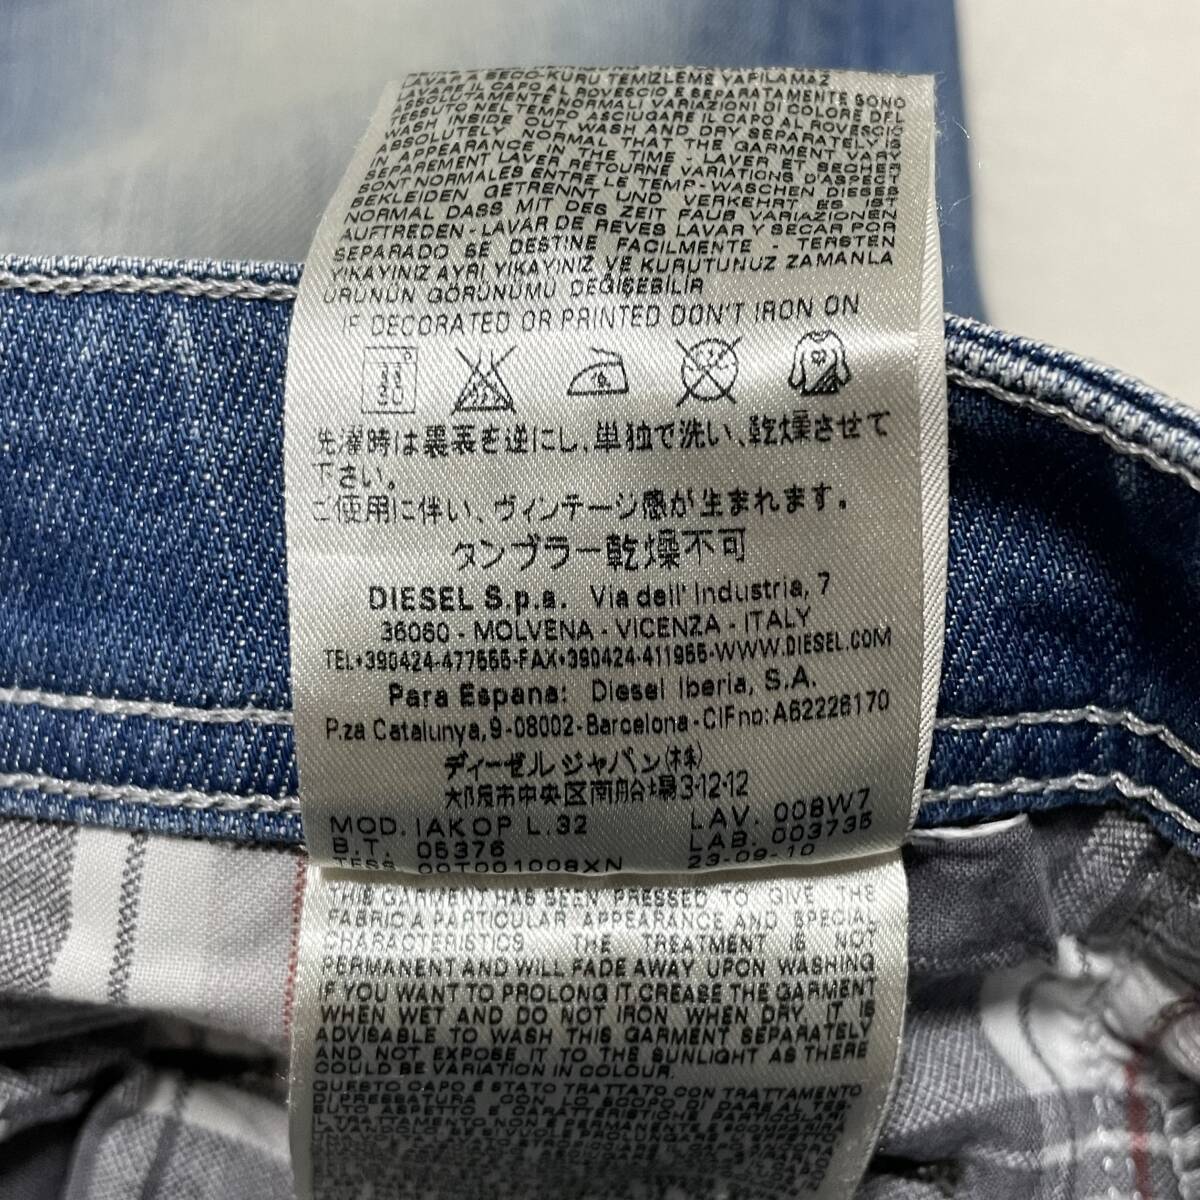 LAVAR A SECO-KURU TEMIZLEME YAPILAMAZ
LAVARE IL CAPO AL ROVESCIO E SEPARATAMENTE SONO
ASSOLUTAMENTE NORMALI VARIAZIONI DI COLORE DEL
TESSUTO NEL TEMPO ASCIUGARE IL CAPO AL ROVESCIO
WASH INSIDE OUT WASH AND DRY SEPARATELY IS
ABSOLUTELY NORMAL THAT THE GARMENT VARY
IN APPEARANCE IN THE TIME - LAVER ET SECHER
SEPAREMENT LAVER RETOURNE VARIATIONS D'ASPECT
SONT NORMALES ENTRE LE TEMP-WASCHEN DIESES
BEKLEIDEN GETRENNT UND VERKEHRT ES IST
NORMAL DASS MIT DES ZEIT FAUB VARIAZIONEN
AUFTREDEN-LAVAR DE REVES LAVAR Y SECAR POR
SEPARADO SE DESTINE FACILMENTE - TERSTEN
YIKAYINIZ AYRI YIKAYINIZ VE KURUTUNUZ ZAMANLA
ÜRÜNÜN GÖRÜNÜMÜ DEĞİŞEBİLİR
IF DECORATED OR PRINTED DON'T IRON ON
30
洗濯時は裏表を逆にし、単独で洗い、乾燥させて
下さい。
ご使用に伴い、ヴィンテージ感が生まれます。
タンブラー乾燥不可
DIESEL S.p.a. Via dell' Industria, 7
36060 - MOLVENA - VICENZA - ITALY
TEL+390424-477555-FAX+390424-411955-WWW.DIESEL.COM
Para Espana: Diesel Iberia, S.A.
P.za Catalunya,9-08002-Barcelona-CIF no: A62226170
ディーゼル ジャパン(株)
大阪市中央区南船場3-12-12
MOD. IAKOP L.32 LAV. 008W7
B.T. 05376 LAB. 003735
TESS. 00T001008XN 23-09-10
THIS GARMENT HAS BEEN PRESSED TO GIVE THE
FABRIC A PARTICULAR APPEARANCE AND SPECIAL
CHARACTERISTICS THE TREATMENT IS NOT
PERMANENT AND WILL FADE AWAY UPON WASHING
IF YOU WANT TO PROLONG IT,CREASE THE GARMENT
WHEN WET AND DO NOT IRON WHEN DRY. IT IS
ADVISABLE TO WASH THIS GARMENT SEPARATELY
AND NOT EXPOSE IT TO THE SUNLIGHT AS THERE
COULD BE VARIATION IN COLOUR.
QUESTO CAPO È STATO TRATTATO CON TRATTAMENTO
DI PRESSATURA CON LO SCOPO DI DARE AL TES-
SUTO ASPETTO E CARATTERISTICHE